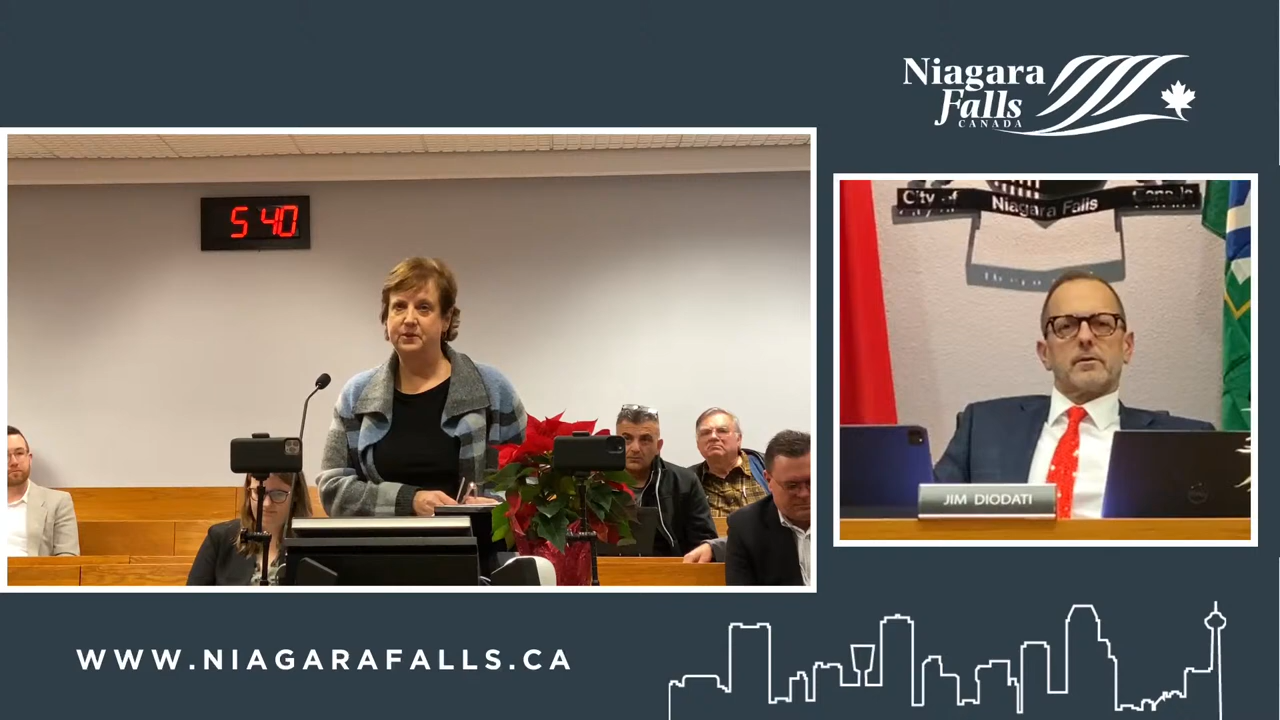 Niagara
Falls
CANADA
5 40
City of
Niagara Falls
Canada
JIM DIODATI
WWW.NIAGARAFALLS.CA